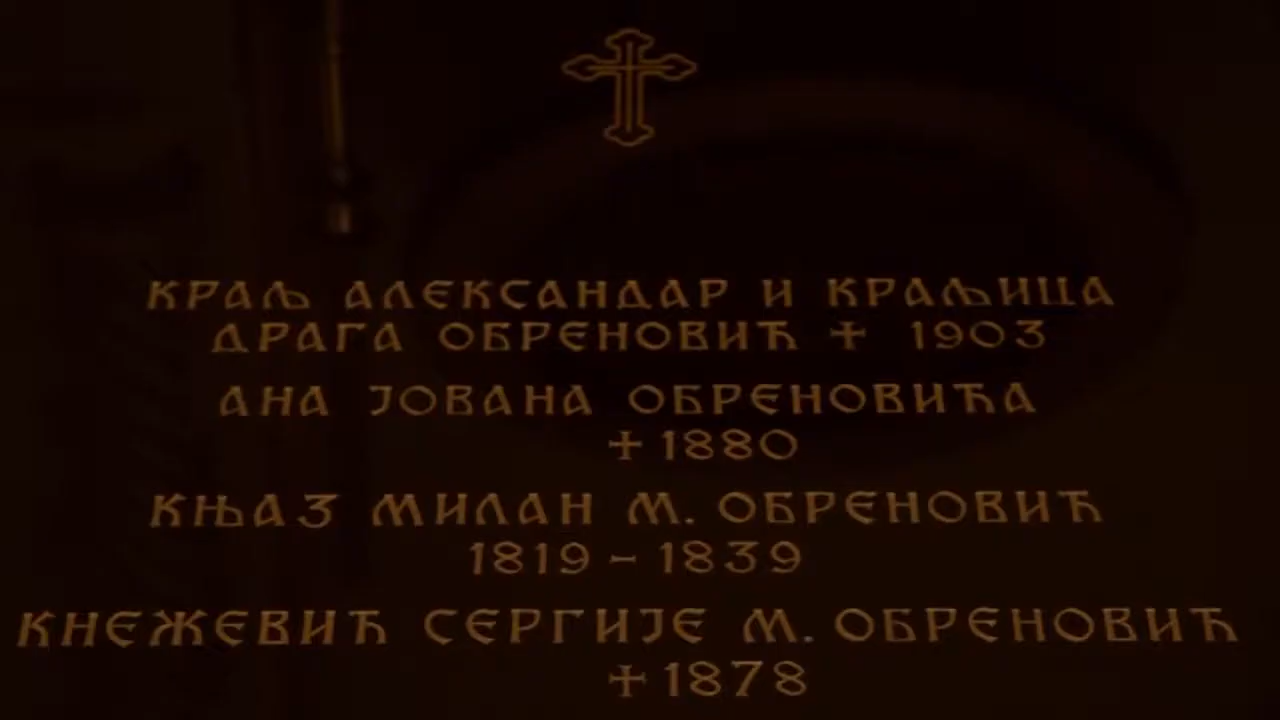 КРАЉ АЛЕКСАНДАР И КРАЉИЦА
ДРАГА ОБРЕНОВИЋ ✝ 1903
АНА ЈОВАНА ОБРЕНОВИЋА
✝ 1880
КЊАЗ МИЛАН М. ОБРЕНОВИЋ
1819 – 1839
КНЕЖЕВИЋ СЕРГИЈЕ М. ОБРЕНОВИЋ
✝ 1878